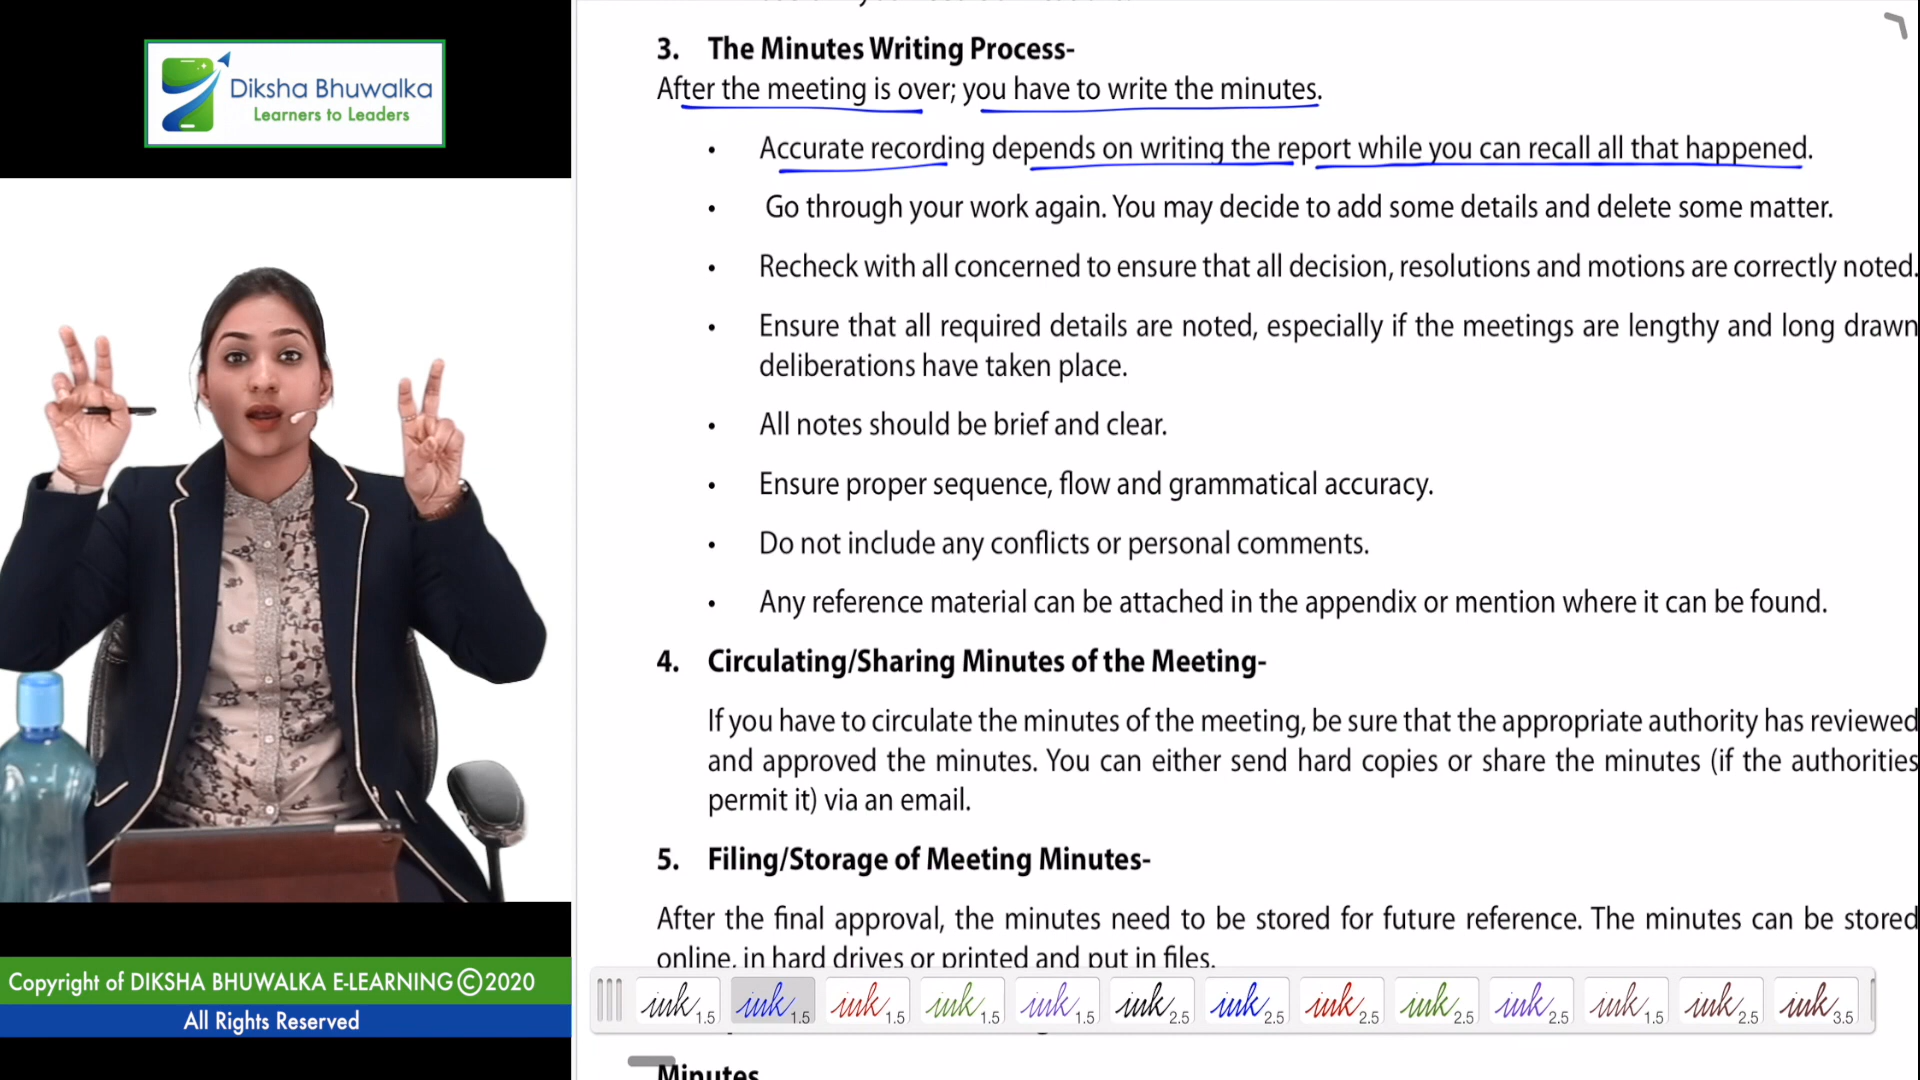 Diksha Bhuwalka
Learners to Leaders
3. The Minutes Writing Process-
After the meeting is over; you have to write the minutes.
• Accurate recording depends on writing the report while you can recall all that happened.
• Go through your work again. You may decide to add some details and delete some matter.
• Recheck with all concerned to ensure that all decision, resolutions and motions are correctly noted.
• Ensure that all required details are noted, especially if the meetings are lengthy and long drawn
deliberations have taken place.
• All notes should be brief and clear.
• Ensure proper sequence, flow and grammatical accuracy.
• Do not include any conflicts or personal comments.
• Any reference material can be attached in the appendix or mention where it can be found.
4. Circulating/Sharing Minutes of the Meeting-
If you have to circulate the minutes of the meeting, be sure that the appropriate authority has reviewed
and approved the minutes. You can either send hard copies or share the minutes (if the authorities
permit it) via an email.
5. Filing/Storage of Meeting Minutes-
After the final approval, the minutes need to be stored for future reference. The minutes can be stored
online, in hard drives or printed and put in files.
ink 1.5 ink 1.5 ink 1.5 ink 1.5 ink 1.5 ink 2.5 ink 2.5 ink 2.5 ink 2.5 ink 2.5 ink 1.5 ink 2.5 ink 3.5
Minutes
Copyright of DIKSHA BHUWALKA E-LEARNING ©2020
All Rights Reserved